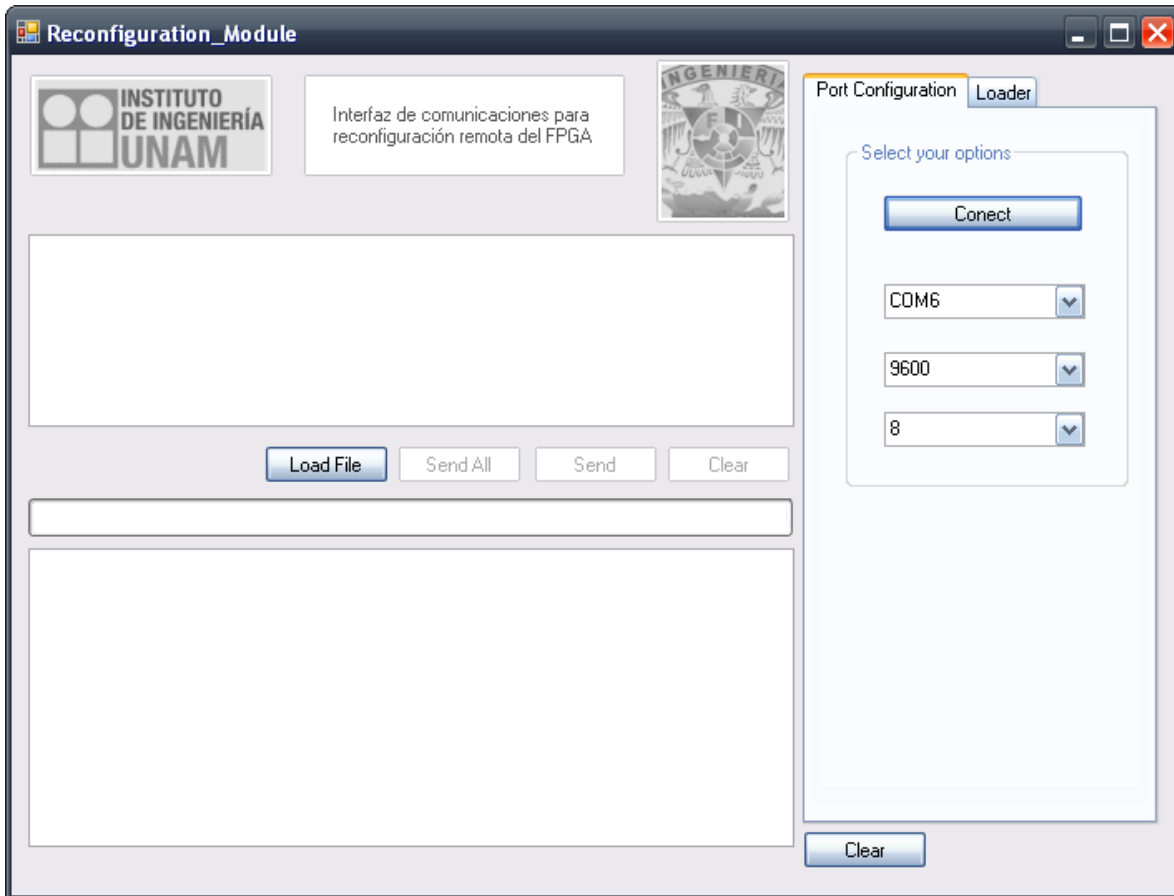 Reconfiguration_Module
INSTITUTO
DE INGENIERÍA
UNAM
Interfaz de comunicaciones para
reconfiguración remota del FPGA
INGENIERIA
F I
Port Configuration
Loader
Select your options
Conect
COM6
9600
8
Load File
Send All
Send
Clear
Clear